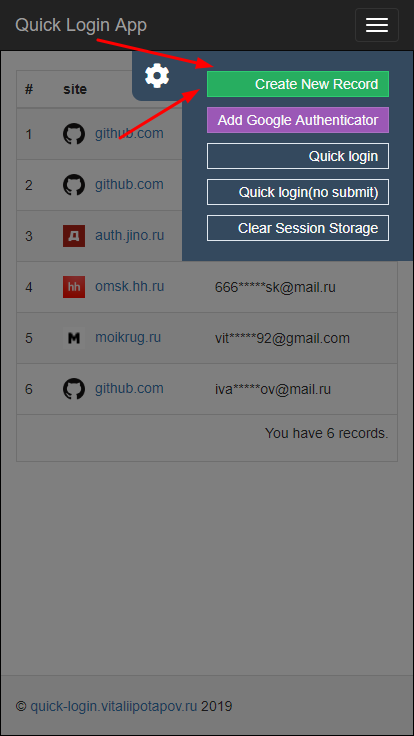 Quick Login App
Create New Record
Add Google Authenticator
Quick login
Quick login(no submit)
Clear Session Storage
# site
1 github.com
2 github.com
3 Д auth.jino.ru
4 hh omsk.hh.ru 666*****sk@mail.ru
5 M moikrug.ru vit*****92@gmail.com
6 github.com iva*****ov@mail.ru
You have 6 records.
© quick-login.vitaliipotapov.ru 2019